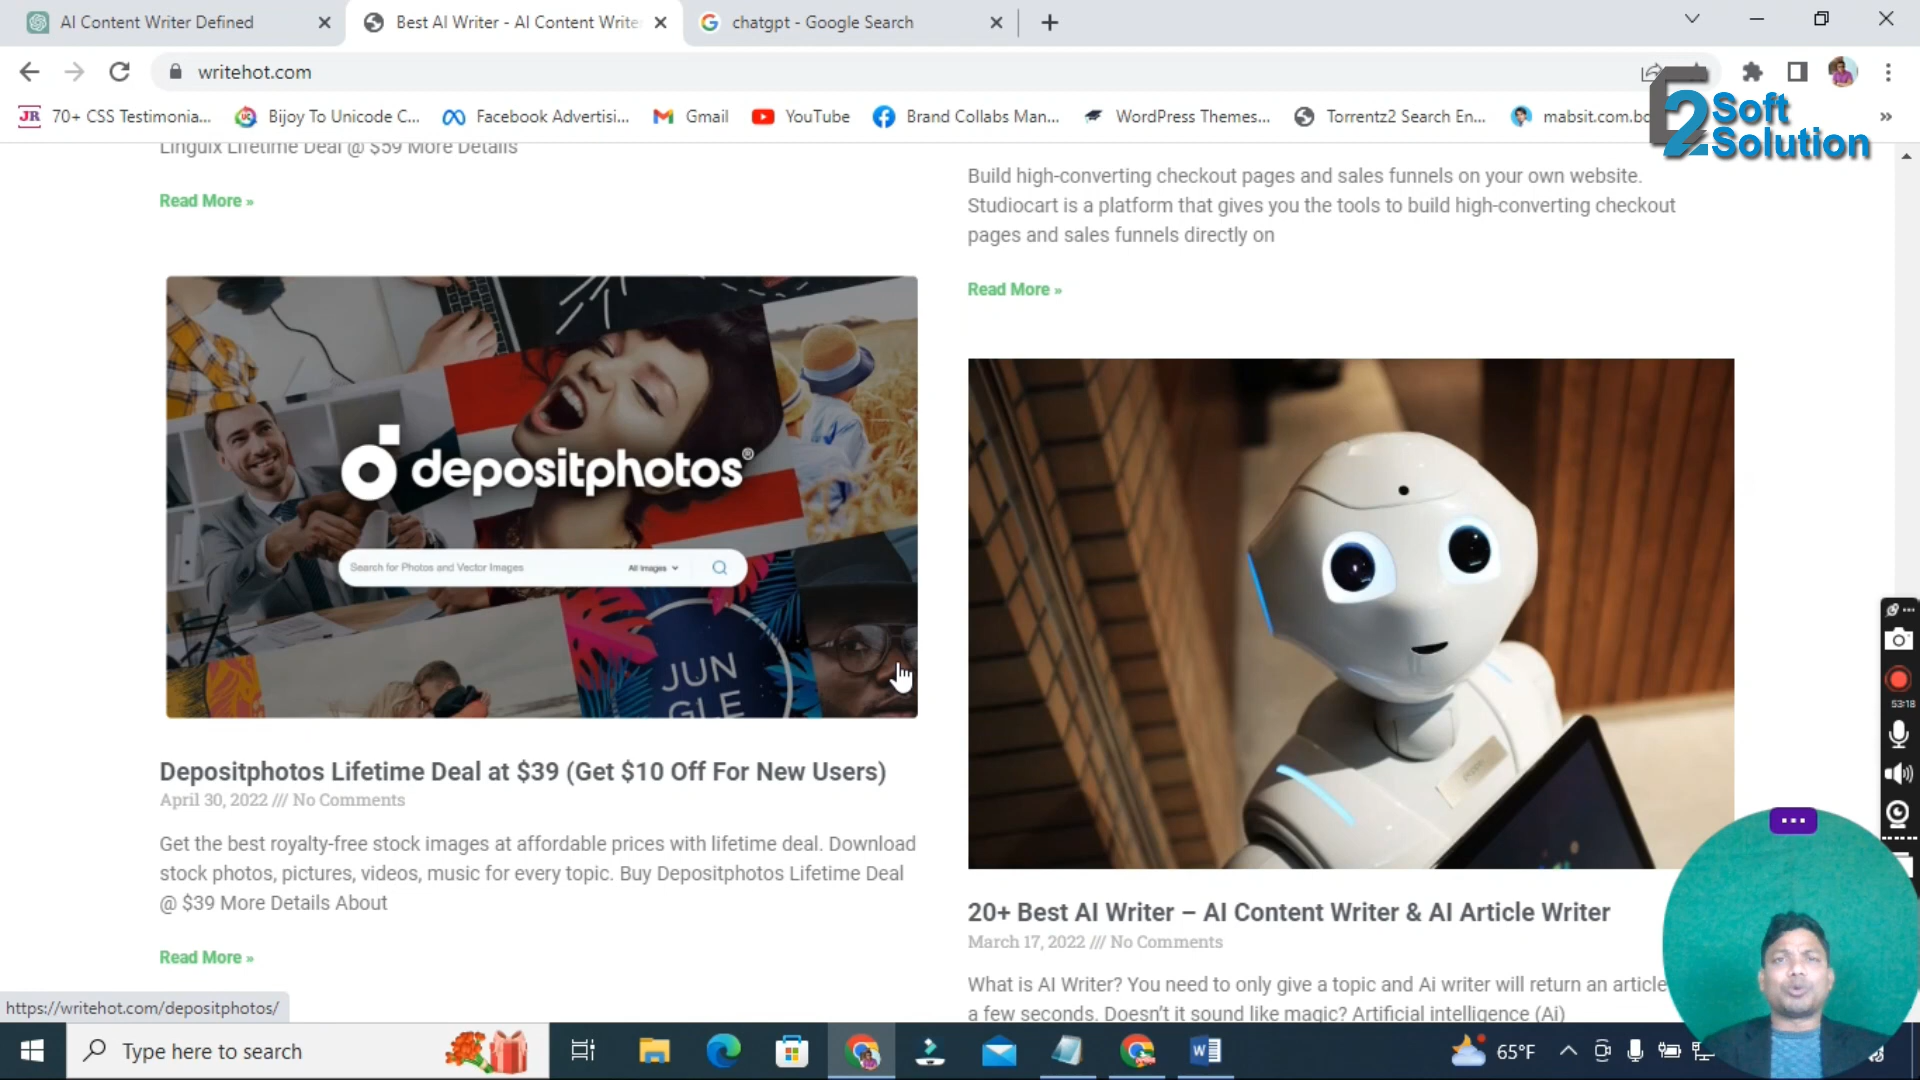 AI Content Writer Defined
Best AI Writer - AI Content Write
chatgpt - Google Search
writehot.com
JR 70+ CSS Testimonia...
Bijoy To Unicode C...
Facebook Advertisi...
Gmail
YouTube
Brand Collabs Man...
WordPress Themes...
Torrentz2 Search En...
mabsit.com.bd
52 Soft
Solution
Linguix Lifetime Deal @ $59 More Details
Read More »
Build high-converting checkout pages and sales funnels on your own website.
Studiocart is a platform that gives you the tools to build high-converting checkout
pages and sales funnels directly on
Read More »
depositphotos®
Search for Photos and Vector Images
All Images
JUN
GLE
Depositphotos Lifetime Deal at $39 (Get $10 Off For New Users)
April 30, 2022 /// No Comments
Get the best royalty-free stock images at affordable prices with lifetime deal. Download
stock photos, pictures, videos, music for every topic. Buy Depositphotos Lifetime Deal
@ $39 More Details About
Read More »
20+ Best AI Writer – AI Content Writer & AI Article Writer
March 17, 2022 /// No Comments
What is AI Writer? You need to only give a topic and Ai writer will return an article
a few seconds. Doesn't it sound like magic? Artificial intelligence (Ai)
53:18
https://writehot.com/depositphotos/
Type here to search
65°F